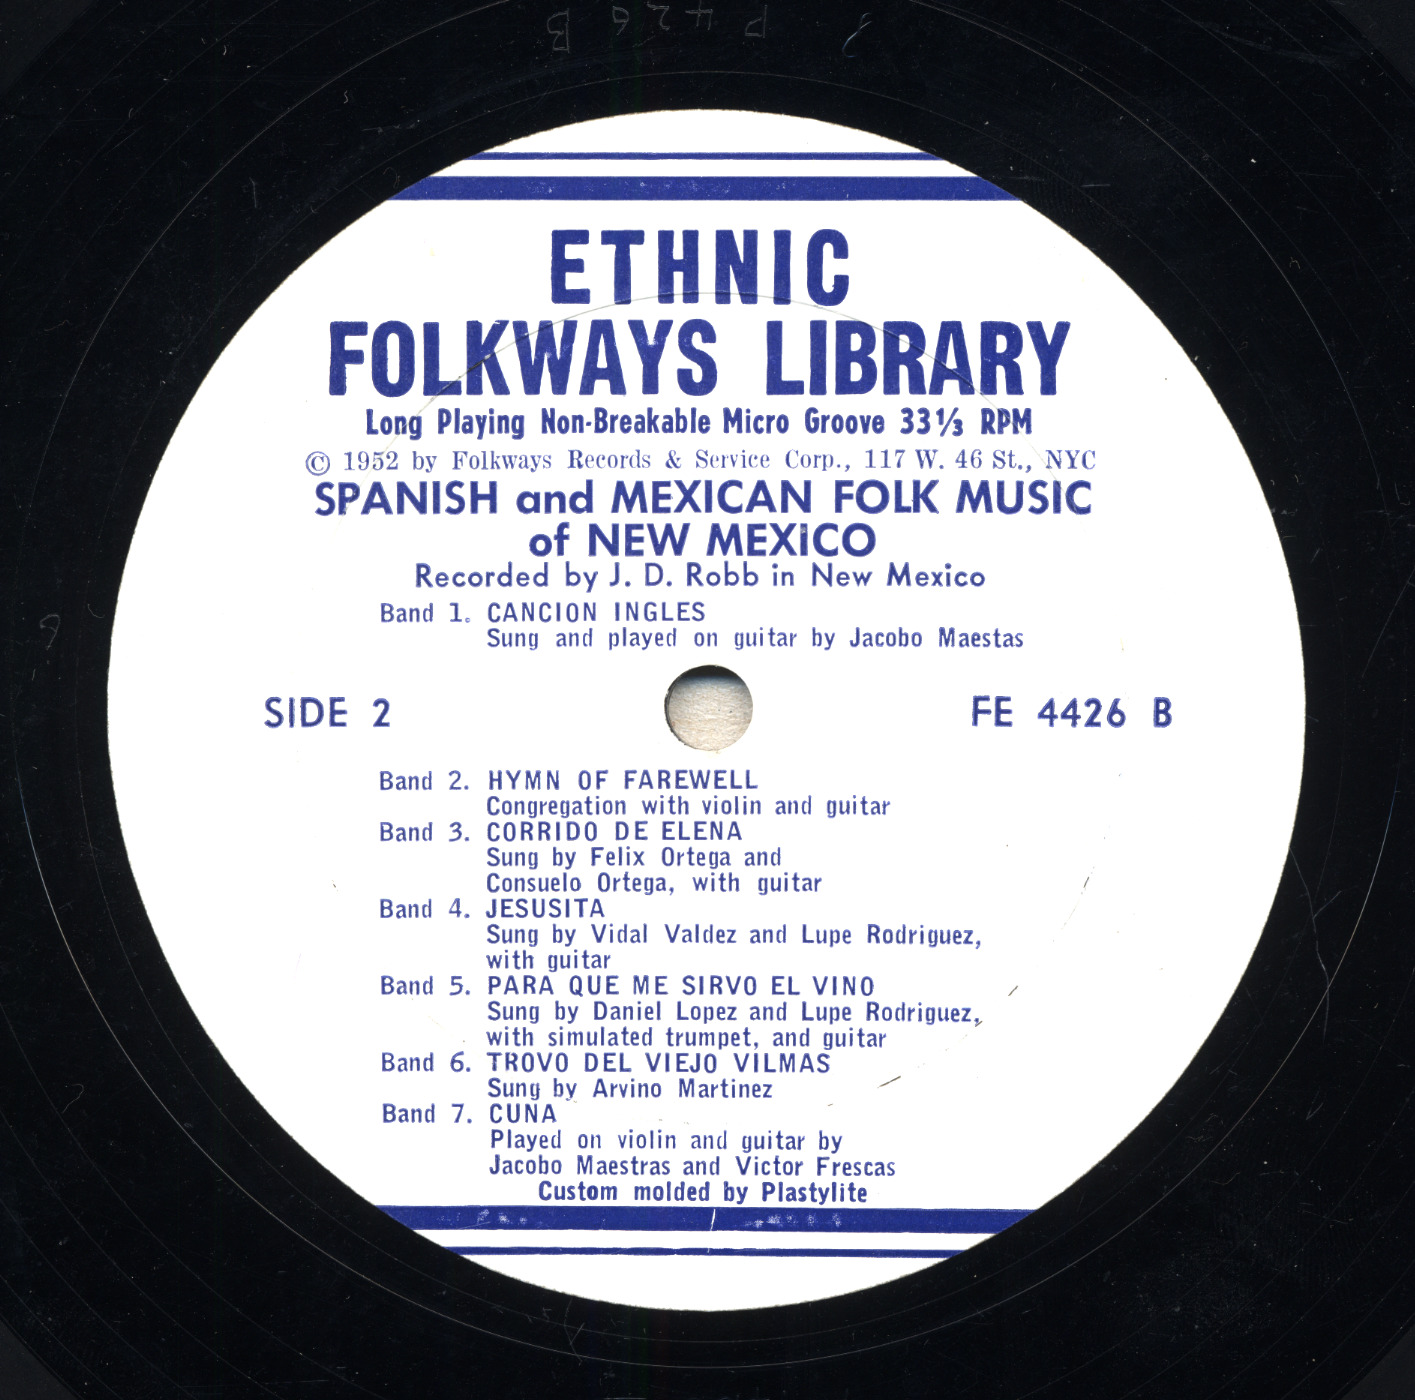 P 426 B
ETHNIC
FOLKWAYS LIBRARY
Long Playing Non-Breakable Micro Groove 33⅓ RPM
© 1952 by Folkways Records & Service Corp., 117 W. 46 St., NYC
SPANISH and MEXICAN FOLK MUSIC
of NEW MEXICO
Recorded by J. D. Robb in New Mexico
Band 1. CANCION INGLES
Sung and played on guitar by Jacobo Maestas
SIDE 2 FE 4426 B
Band 2. HYMN OF FAREWELL
Congregation with violin and guitar
Band 3. CORRIDO DE ELENA
Sung by Felix Ortega and
Consuelo Ortega, with guitar
Band 4. JESUSITA
Sung by Vidal Valdez and Lupe Rodriguez,
with guitar
Band 5. PARA QUE ME SIRVO EL VINO
Sung by Daniel Lopez and Lupe Rodriguez,
with simulated trumpet, and guitar
Band 6. TROVO DEL VIEJO VILMAS
Sung by Arvino Martinez
Band 7. CUNA
Played on violin and guitar by
Jacobo Maestras and Victor Frescas
Custom molded by Plastylite